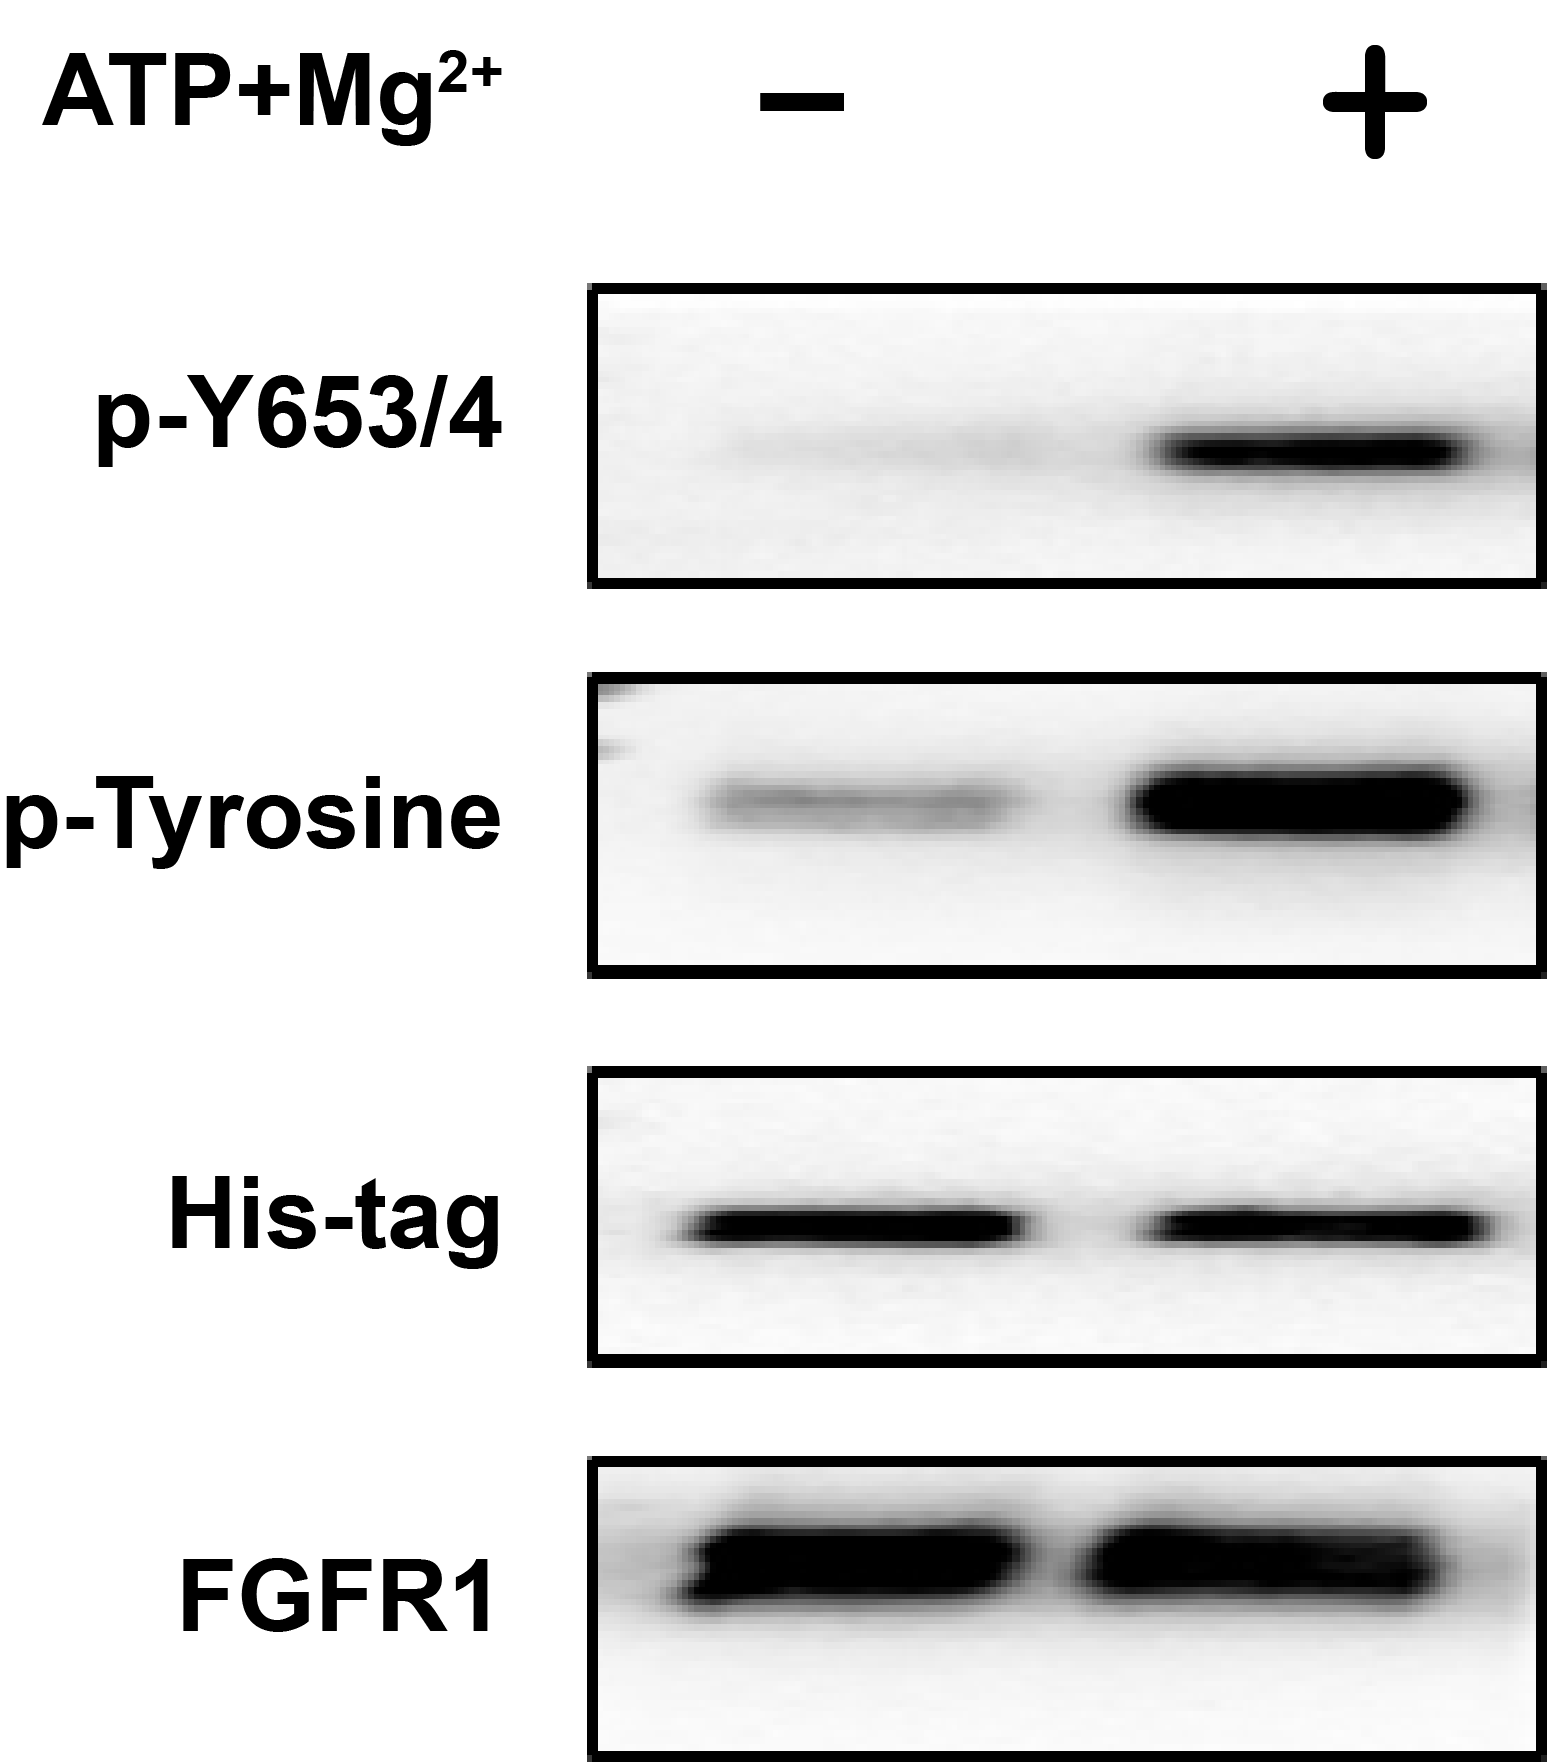 ATP+Mg²⁺ − +
p-Y653/4
p-Tyrosine
His-tag
FGFR1